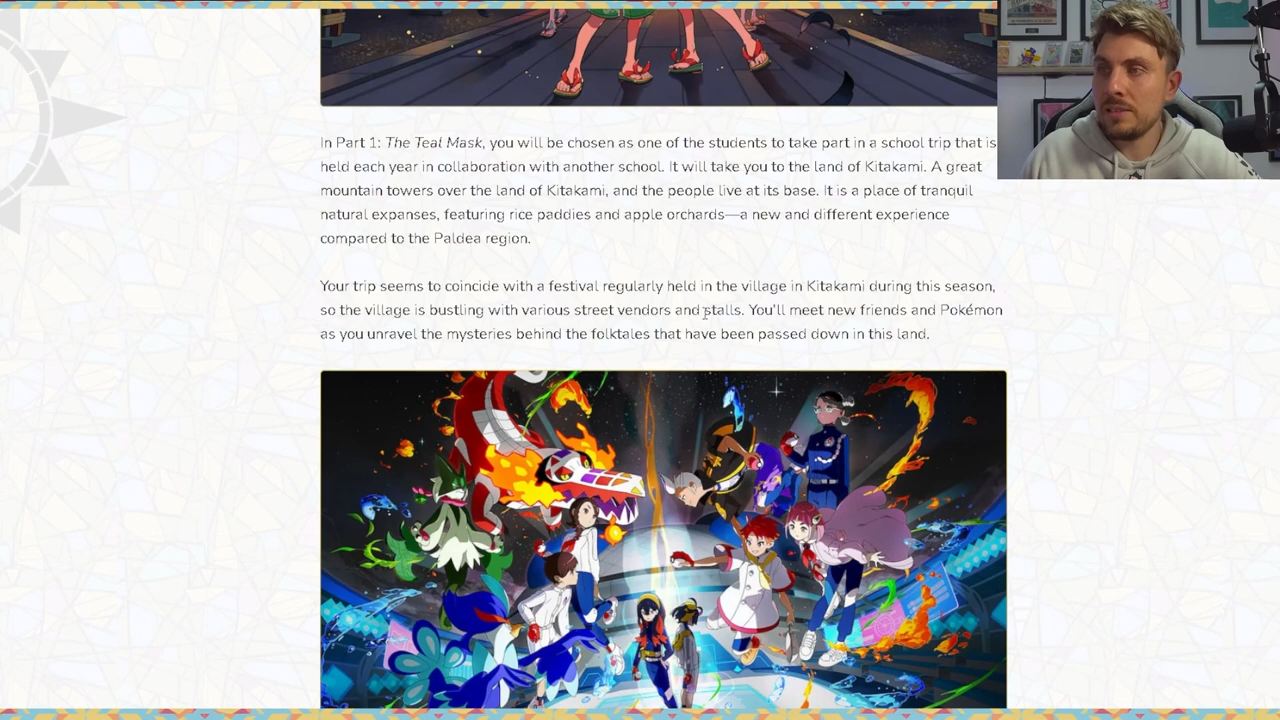 In Part 1: The Teal Mask, you will be chosen as one of the students to take part in a school trip that is
held each year in collaboration with another school. It will take you to the land of Kitakami. A great
mountain towers over the land of Kitakami, and the people live at its base. It is a place of tranquil
natural expanses, featuring rice paddies and apple orchards—a new and different experience
compared to the Paldea region.
Your trip seems to coincide with a festival regularly held in the village in Kitakami during this season,
so the village is bustling with various street vendors and stalls. You'll meet new friends and Pokémon
as you unravel the mysteries behind the folktales that have been passed down in this land.